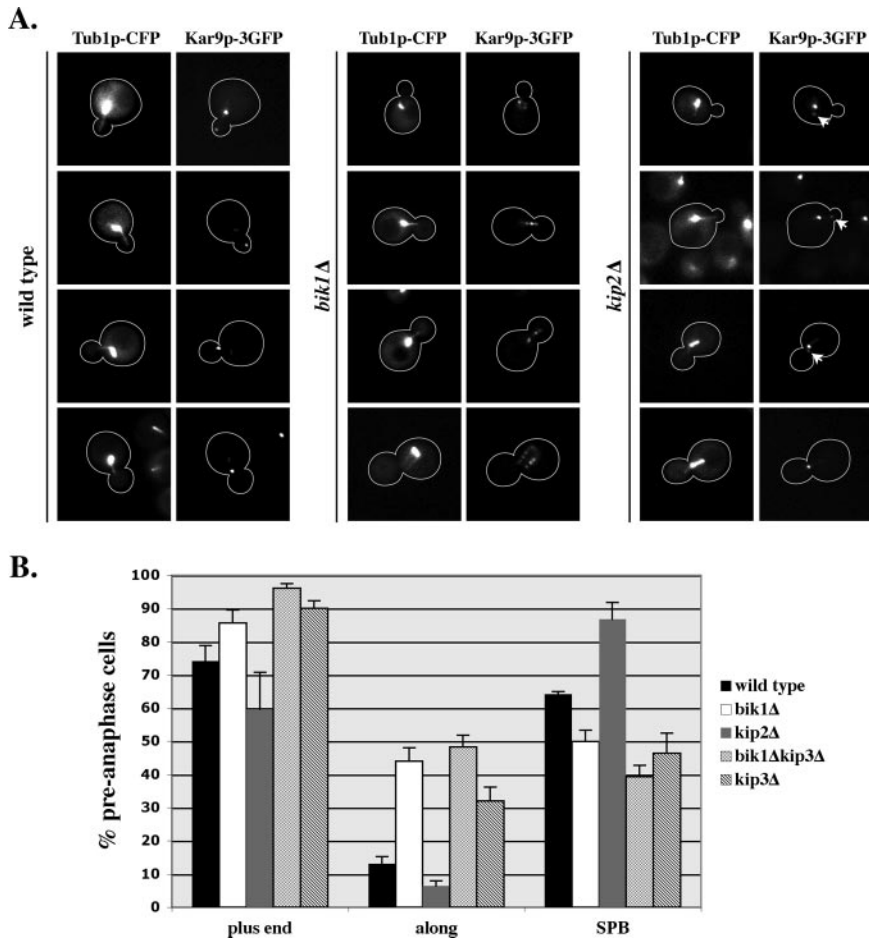 A.
Tub1p-CFP Kar9p-3GFP
Tub1p-CFP Kar9p-3GFP
Tub1p-CFP Kar9p-3GFP
wild type
bik1Δ
kip2Δ
B.
% pre-anaphase cells
100
90
80
70
60
50
40
30
20
10
0
plus end
along
SPB
wild type
bik1Δ
kip2Δ
bik1Δkip3Δ
kip3Δ